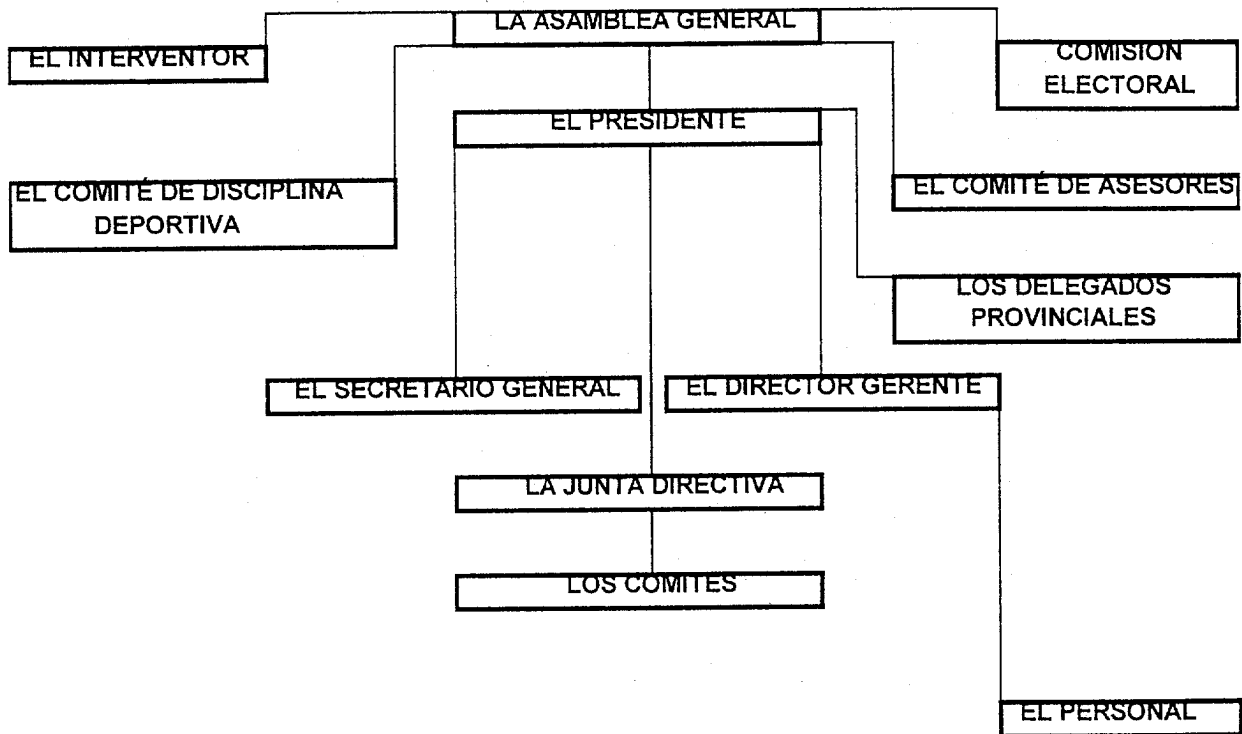 LA ASAMBLEA GENERAL
EL INTERVENTOR
COMISION
ELECTORAL
EL PRESIDENTE
EL COMITÉ DE DISCIPLINA
DEPORTIVA
EL COMITÉ DE ASESORES
LOS DELEGADOS
PROVINCIALES
EL SECRETARIO GENERAL
EL DIRECTOR GERENTE
LA JUNTA DIRECTIVA
LOS COMITES
EL PERSONAL